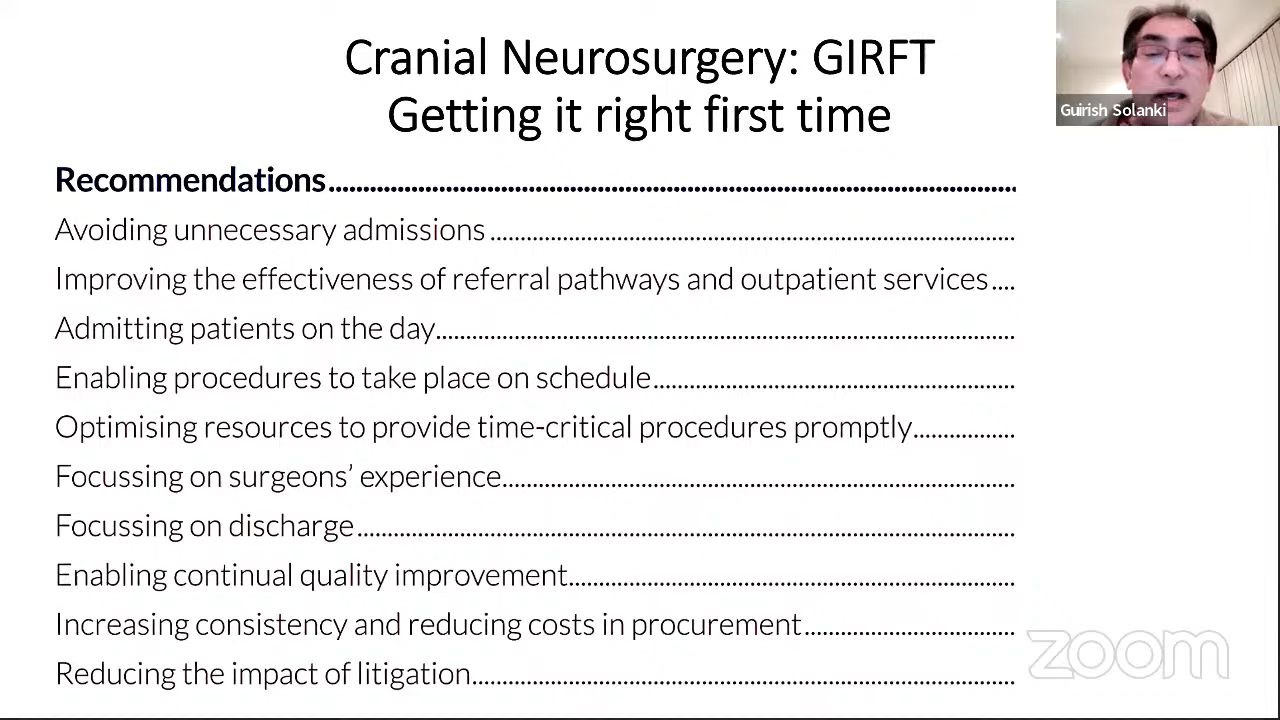 Cranial Neurosurgery: GIRFT
Getting it right first time
Guirish Solanki
Recommendations................................................................................
Avoiding unnecessary admissions ................................................................................
Improving the effectiveness of referral pathways and outpatient services....
Admitting patients on the day................................................................................
Enabling procedures to take place on schedule............................................................
Optimising resources to provide time-critical procedures promptly.................
Focussing on surgeons’ experience................................................................................
Focussing on discharge................................................................................
Enabling continual quality improvement................................................................................
Increasing consistency and reducing costs in procurement...................................
Reducing the impact of litigation................................................................................
zoom